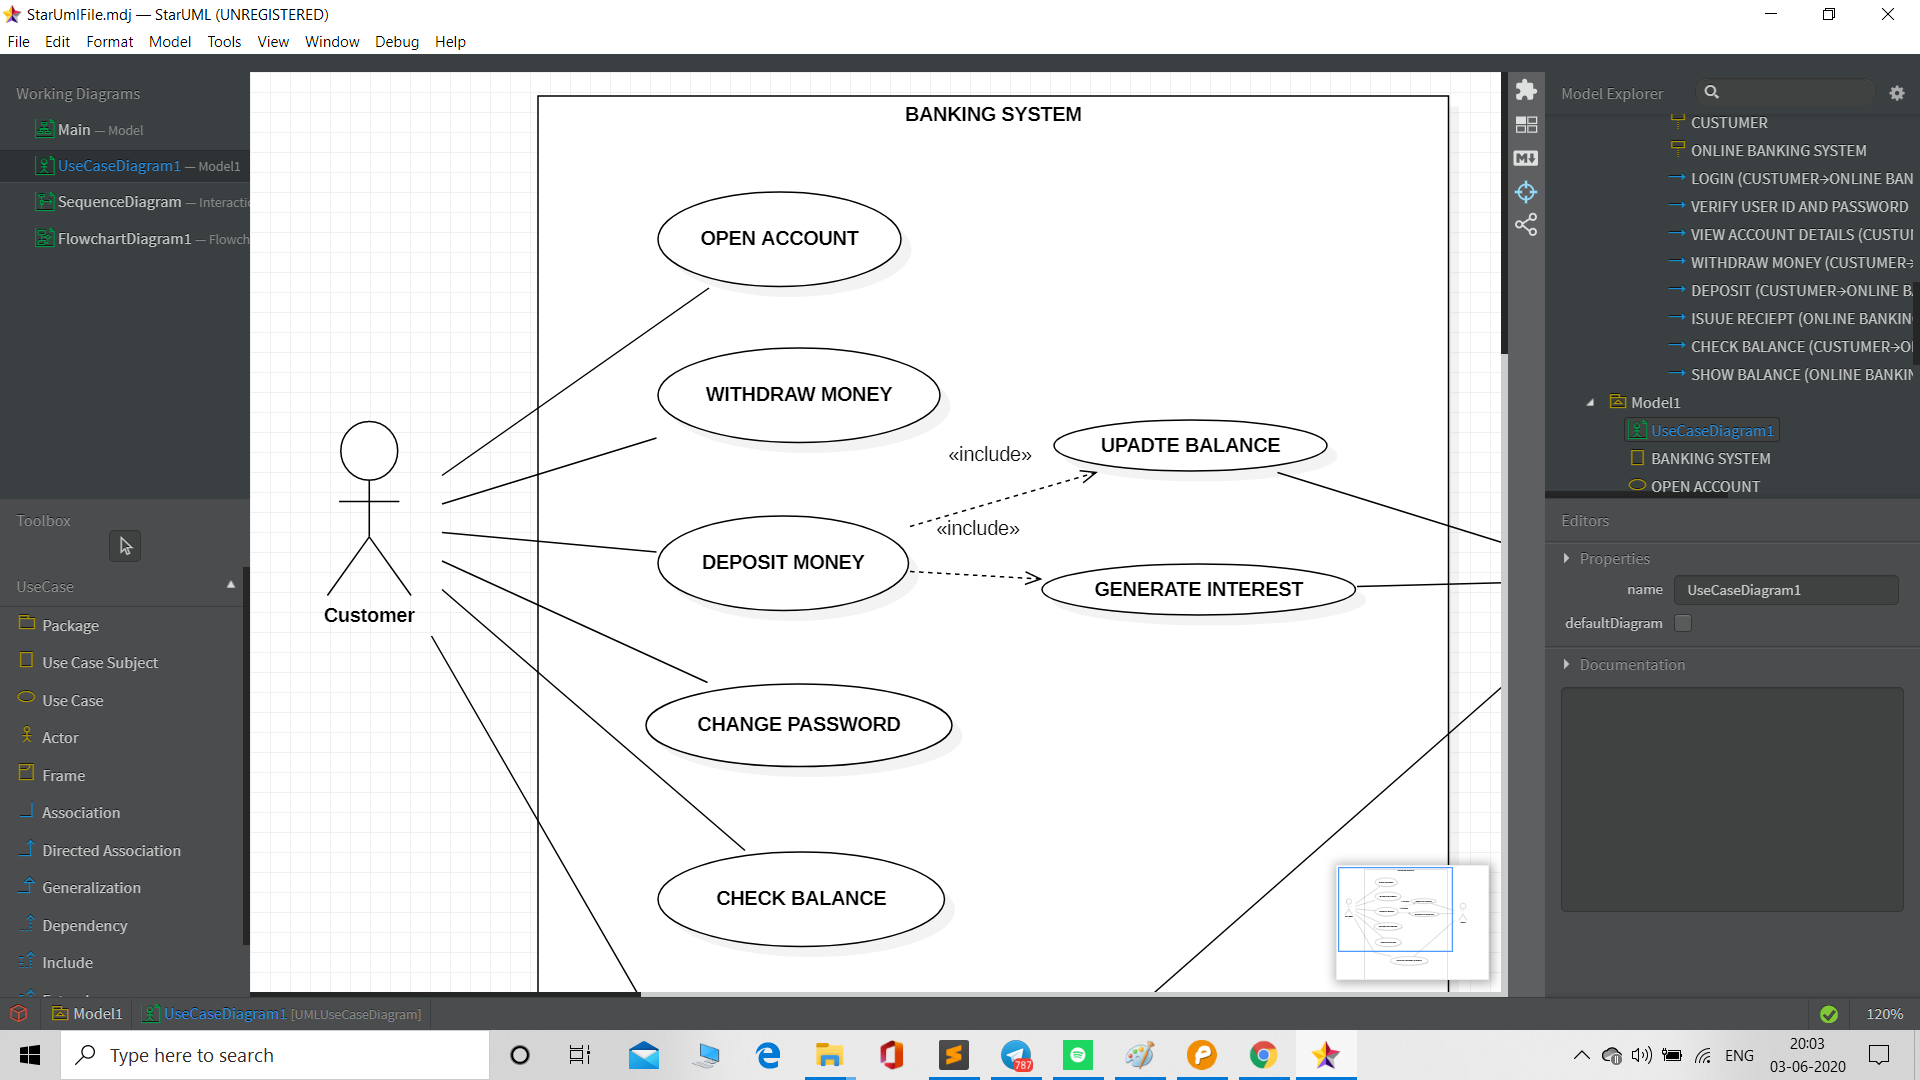 StarUmlFile.mdj — StarUML (UNREGISTERED)
File Edit Format Model Tools View Window Debug Help
Working Diagrams
Main — Model
UseCaseDiagram1 — Model1
SequenceDiagram — Interactic
FlowchartDiagram1 — Flowch
Toolbox
UseCase
Package
Use Case Subject
Use Case
Actor
Frame
Association
Directed Association
Generalization
Dependency
Include
BANKING SYSTEM
OPEN ACCOUNT
WITHDRAW MONEY
«include»
UPADTE BALANCE
«include»
DEPOSIT MONEY
GENERATE INTEREST
Customer
CHANGE PASSWORD
CHECK BALANCE
Model Explorer
CUSTUMER
ONLINE BANKING SYSTEM
LOGIN (CUSTUMER→ONLINE BAN
VERIFY USER ID AND PASSWORD
VIEW ACCOUNT DETAILS (CUSTUI
WITHDRAW MONEY (CUSTUMER→
DEPOSIT (CUSTUMER→ONLINE B
ISUUE RECIEPT (ONLINE BANKIN
CHECK BALANCE (CUSTUMER→O
SHOW BALANCE (ONLINE BANKIN
Model1
UseCaseDiagram1
BANKING SYSTEM
OPEN ACCOUNT
Editors
Properties
name UseCaseDiagram1
defaultDiagram
Documentation
Model1 UseCaseDiagram1 [UMLUseCaseDiagram]
120%
Type here to search
787
ENG
20:03
03-06-2020